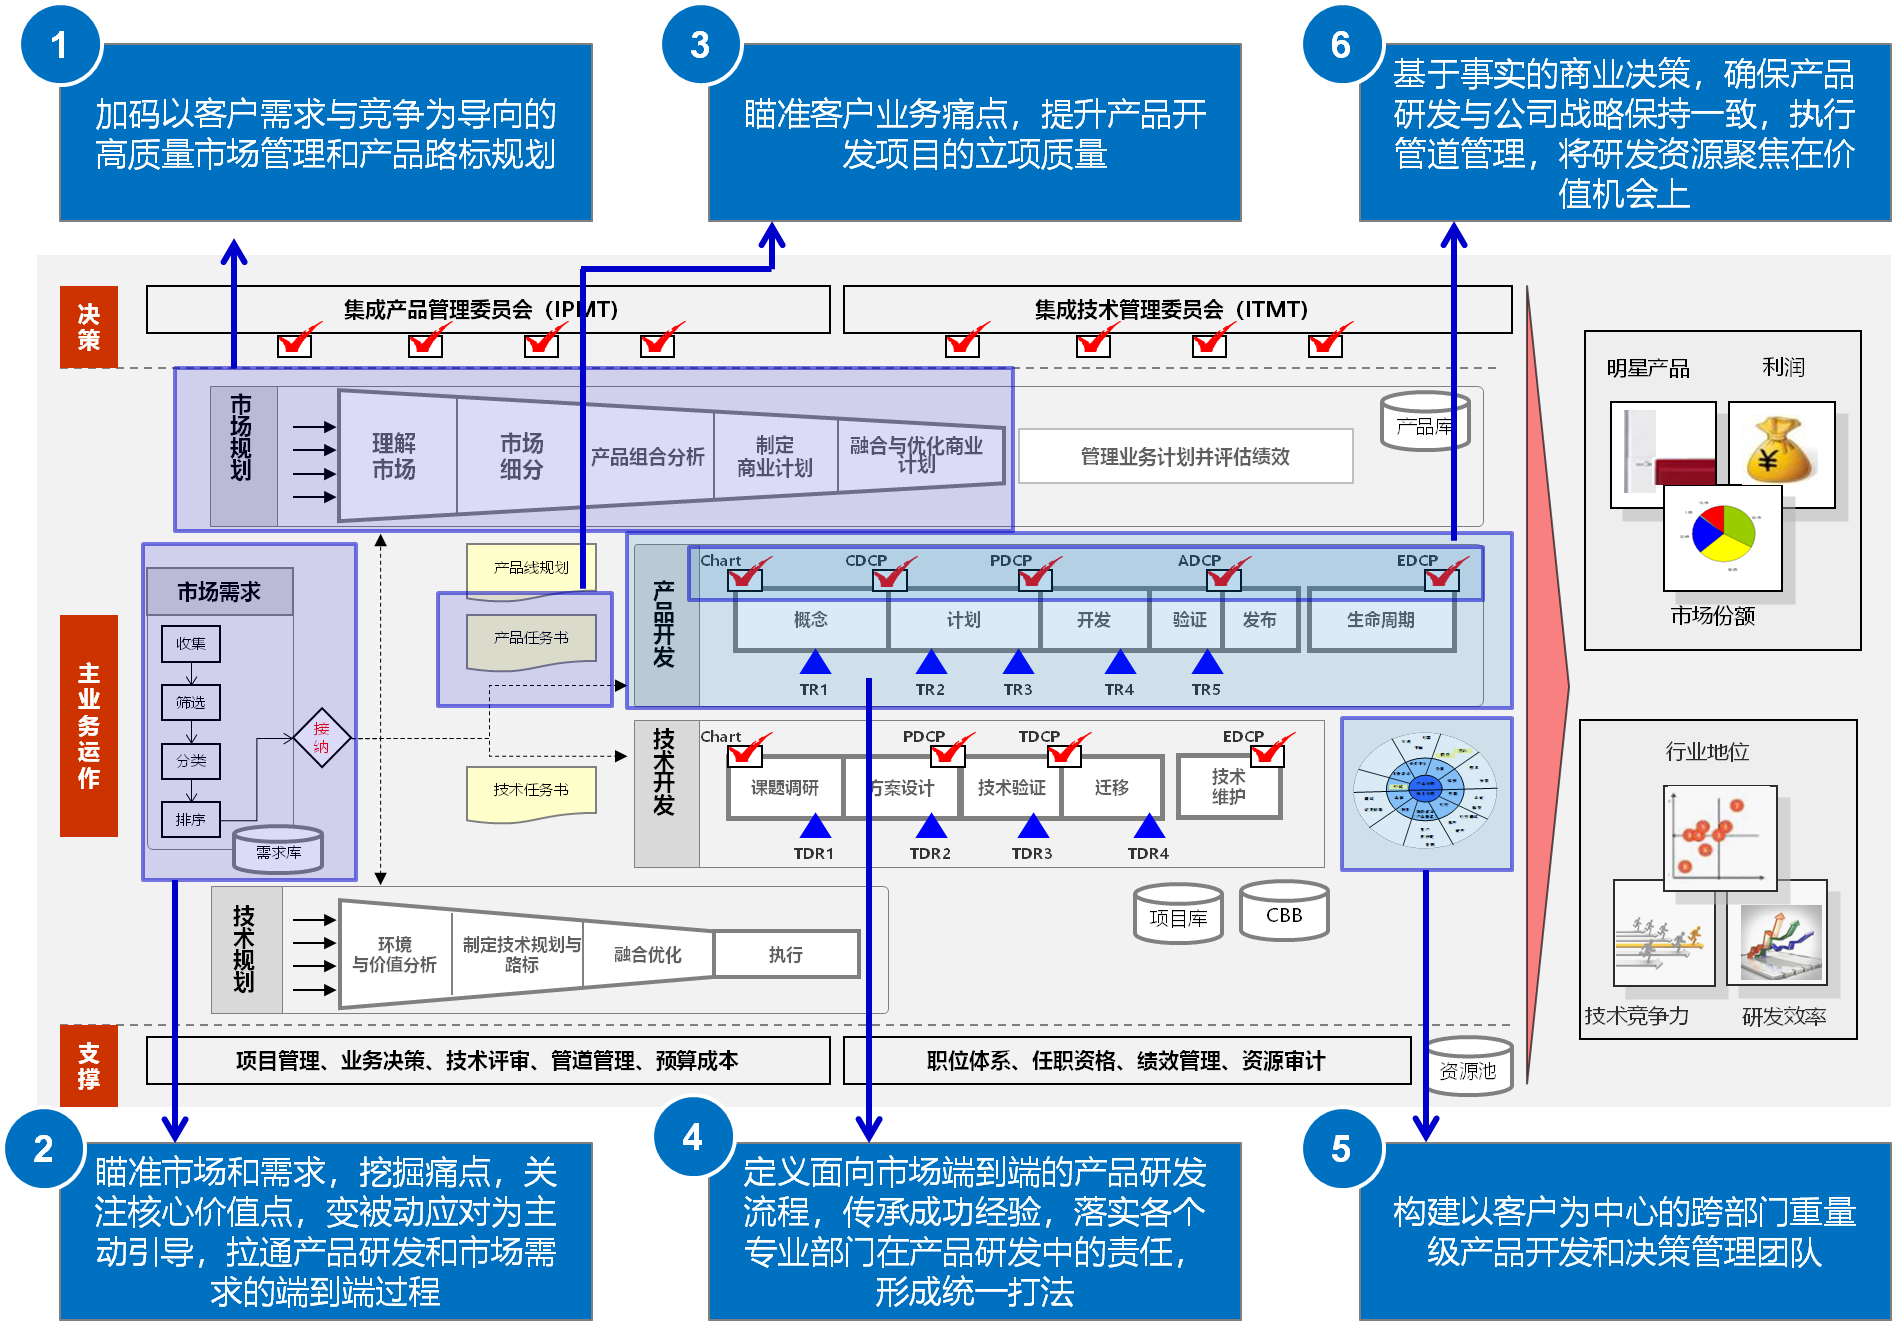 1
加码以客户需求与竞争为导向的
高质量市场管理和产品路标规划
3
瞄准客户业务痛点，提升产品开
发项目的立项质量
6
基于事实的商业决策，确保产品
研发与公司战略保持一致，执行
管道管理，将研发资源聚焦在价
值机会上
决
策
集成产品管理委员会（IPMT)
集成技术管理委员会（ITMT)
市场规划
理解
市场
市场
细分
产品组合分析
制定
商业计划
融合与优化商业
计划
管理业务计划并评估绩效
产品库
主
业
务
运
作
市场需求
收集
筛选
分类
排序
接
纳
需求库
产品线规划
产品任务书
技术任务书
产品开发
Chart
CDCP
PDCP
ADCP
EDCP
概念
计划
开发
验证
发布
生命周期
TR1
TR2
TR3
TR4
TR5
技术开发
Chart
PDCP
TDCP
EDCP
课题调研
方案设计
技术验证
迁移
技术
维护
TDR1
TDR2
TDR3
TDR4
技术规划
环境
与价值分析
制定技术规划与
路标
融合优化
执行
项目库
CBB
支
撑
项目管理、业务决策、技术评审、管道管理、预算成本
职位体系、任职资格、绩效管理、资源审计
资源池
明星产品
利润
¥
市场份额
行业地位
技术竞争力
研发效率
2
瞄准市场和需求，挖掘痛点，关
注核心价值点，变被动应对为主
动引导，拉通产品研发和市场需
求的端到端过程
4
定义面向市场端到端的产品研发
流程，传承成功经验，落实各个
专业部门在产品研发中的责任，
形成统一打法
5
构建以客户为中心的跨部门重量
级产品开发和决策管理团队